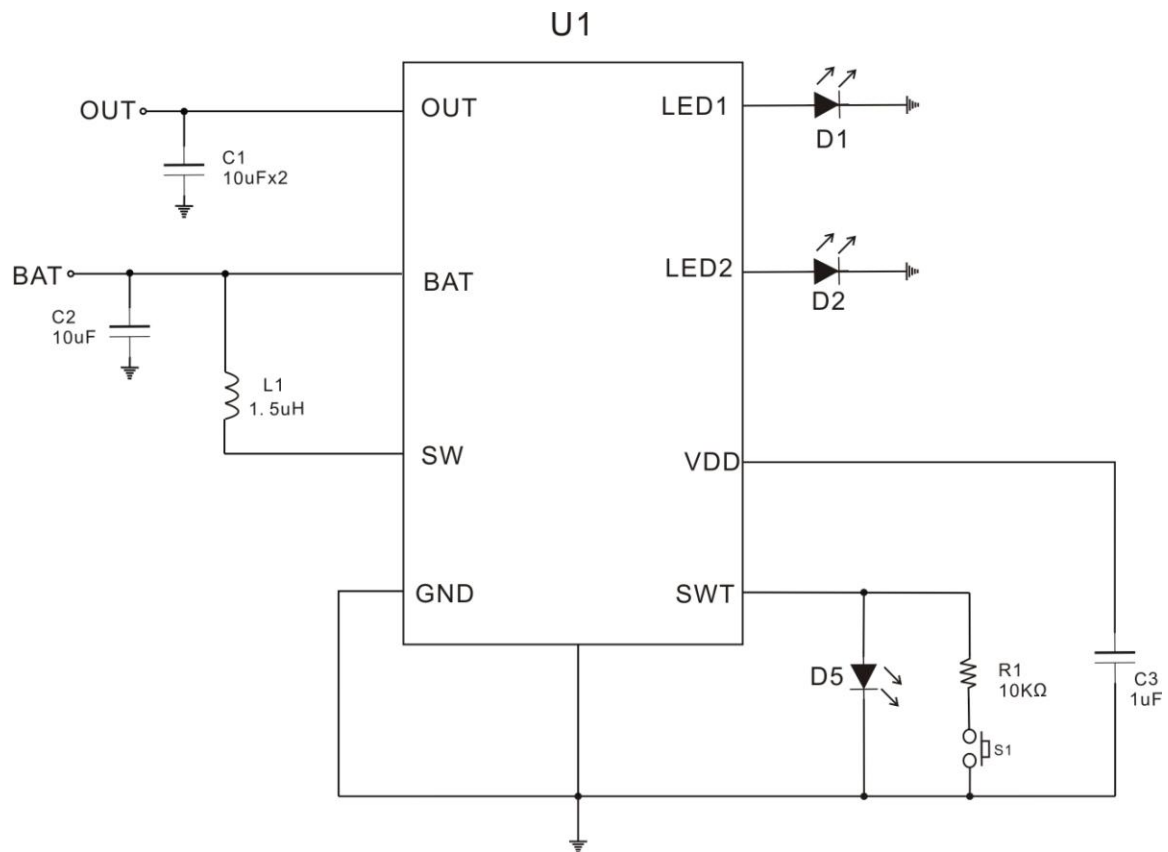 U1
OUT
OUT
LED1
C1
10uFx2
D1
BAT
BAT
LED2
C2
10uF
D2
L1
1.5uH
SW
VDD
GND
SWT
D5
R1
10KΩ
C3
1uF
S1